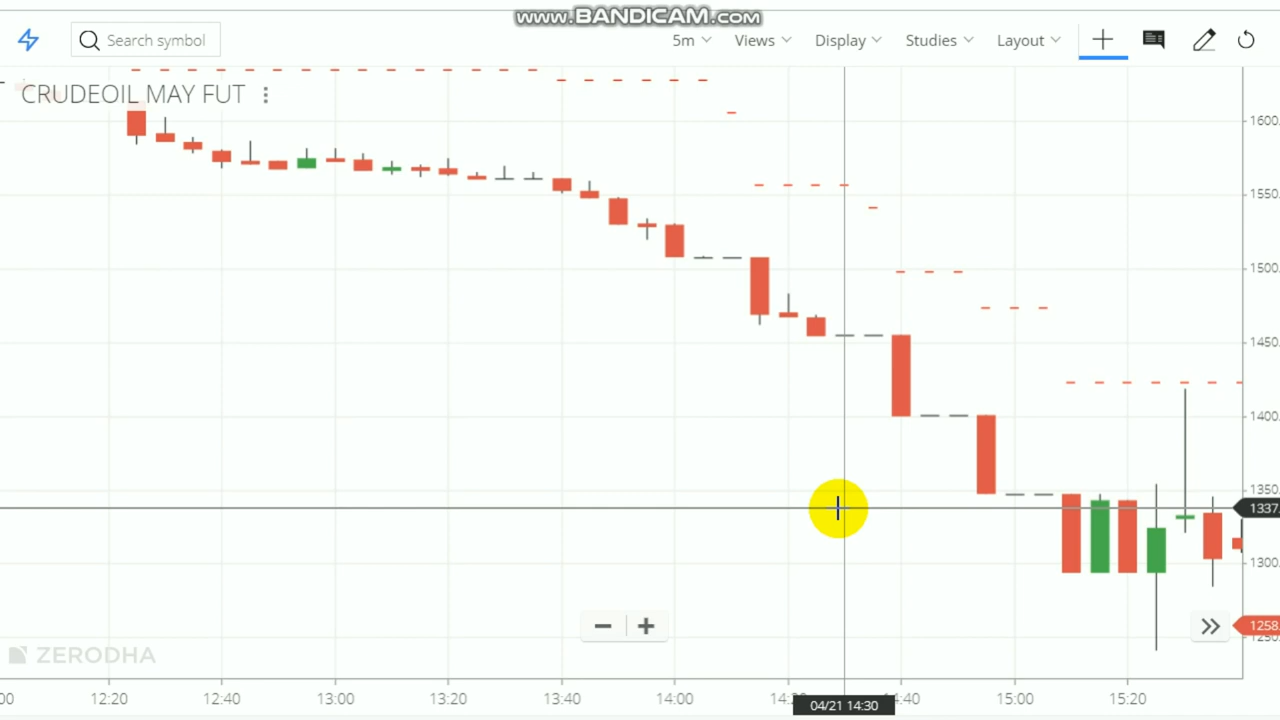 www.BANDICAM.com
Search symbol
5m Views Display Studies Layout
CRUDEOIL MAY FUT
1600.
1550.
1500.
1450.
1400.
1350.
1337.
1300.
1258.
ZERODHA
12:20 12:40 13:00 13:20 13:40 14:00 04/21 14:30 15:00 15:20